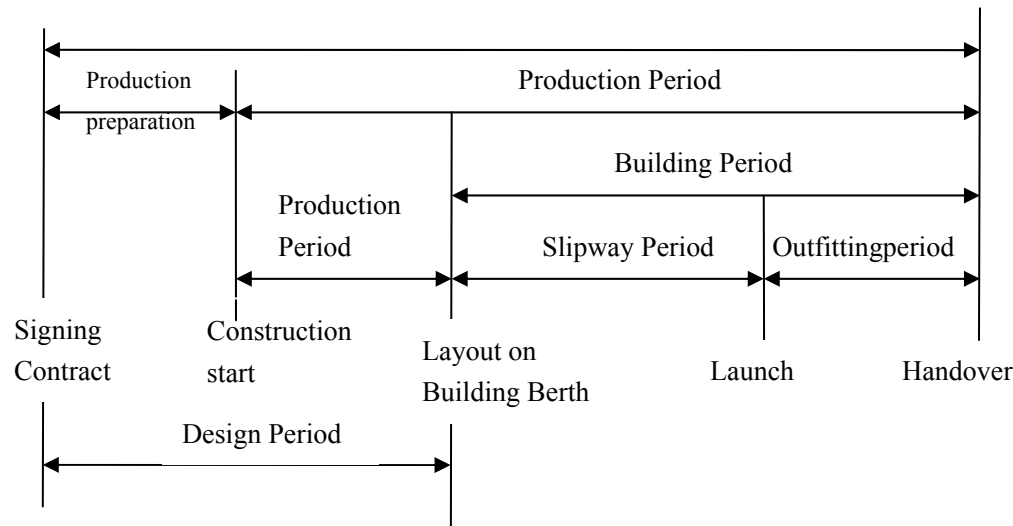 Production
preparation
Production Period
Building Period
Production
Period
Slipway Period
Outfittingperiod
Signing
Contract
Construction
start
Layout on
Building Berth
Launch
Handover
Design Period